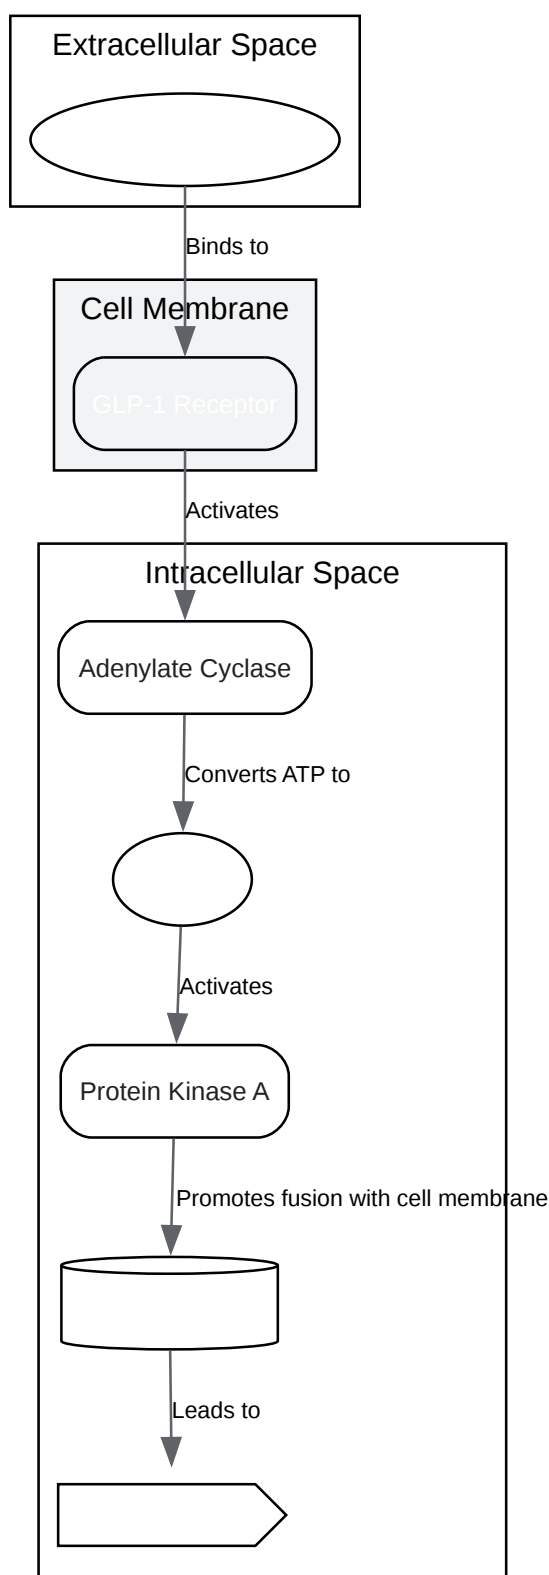 Extracellular Space
Binds to
Cell Membrane
GLP-1 Receptor
Activates
Intracellular Space
Adenylate Cyclase
Converts ATP to
Activates
Protein Kinase A
Promotes fusion with cell membrane
Leads to